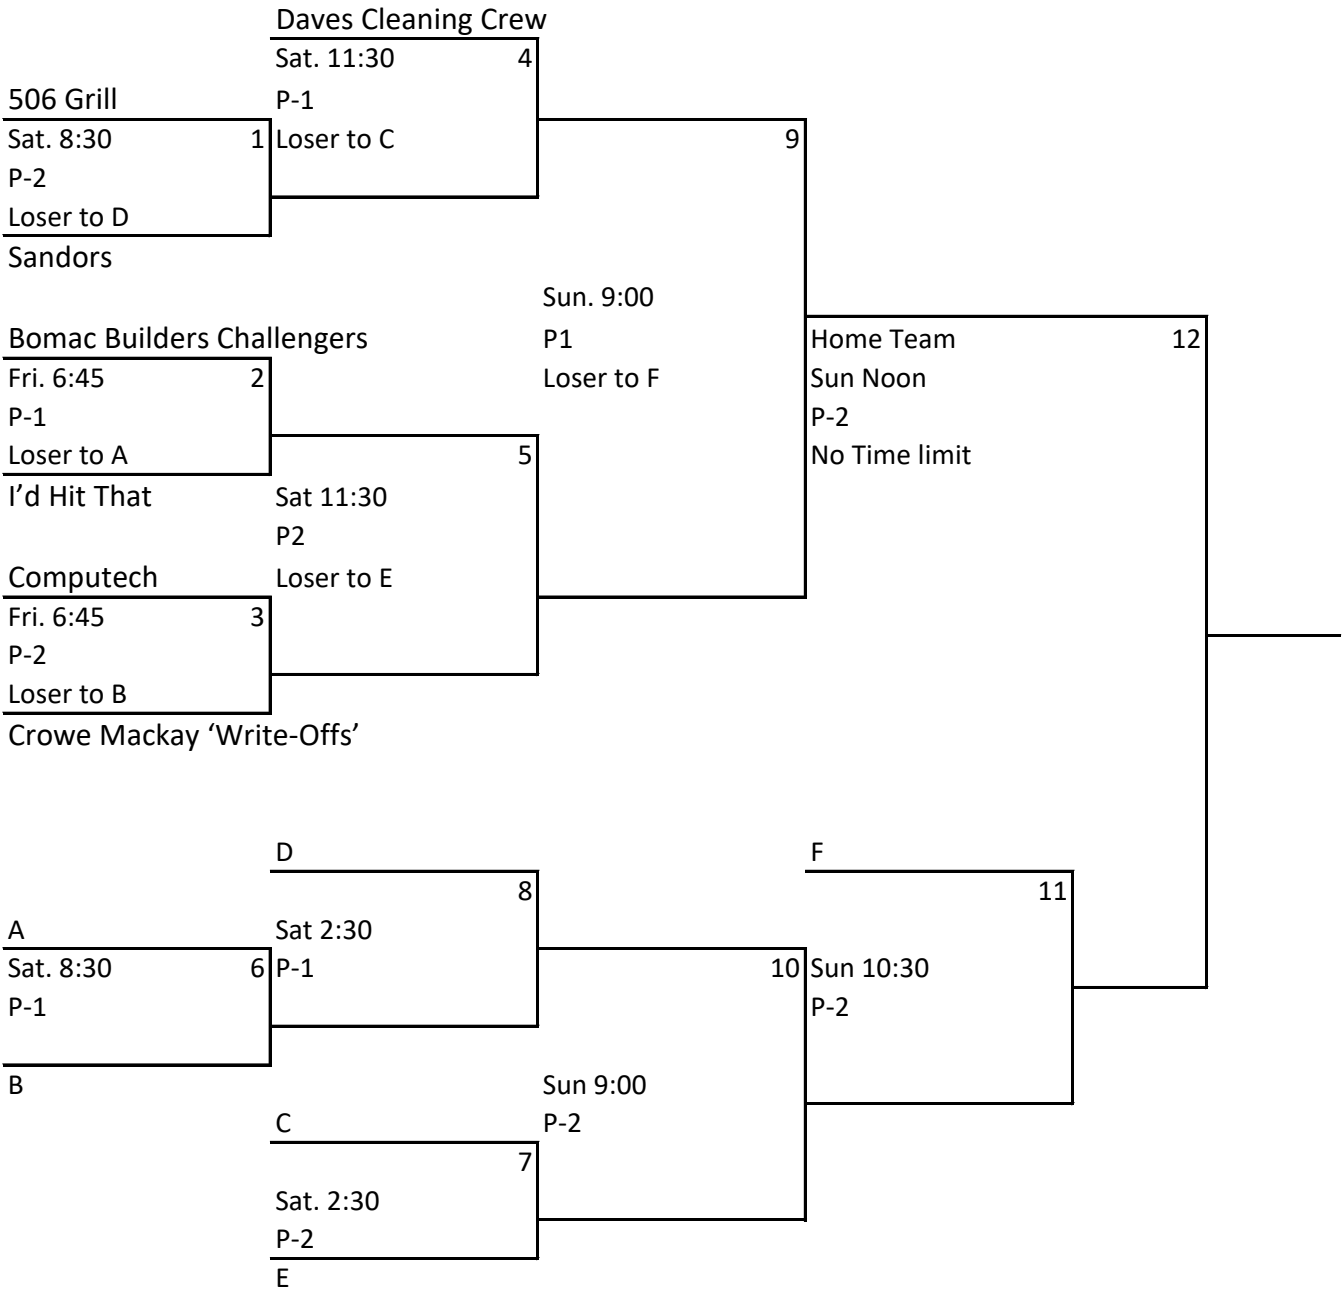 Daves Cleaning Crew
Sat. 11:30 4
506 Grill P-1
Sat. 8:30 1 Loser to C 9
P-2
Loser to D
Sandors
Sun. 9:00
Bomac Builders Challengers P1 Home Team 12
Fri. 6:45 2 Loser to F Sun Noon
P-1 P-2
Loser to A 5 No Time limit
I’d Hit That Sat 11:30
P2
Computech Loser to E
Fri. 6:45 3
P-2
Loser to B
Crowe Mackay ‘Write-Offs’
D F
8 11
A Sat 2:30
Sat. 8:30 6 P-1 10 Sun 10:30
P-1 P-2
B Sun 9:00
C P-2
7
Sat. 2:30
P-2
E